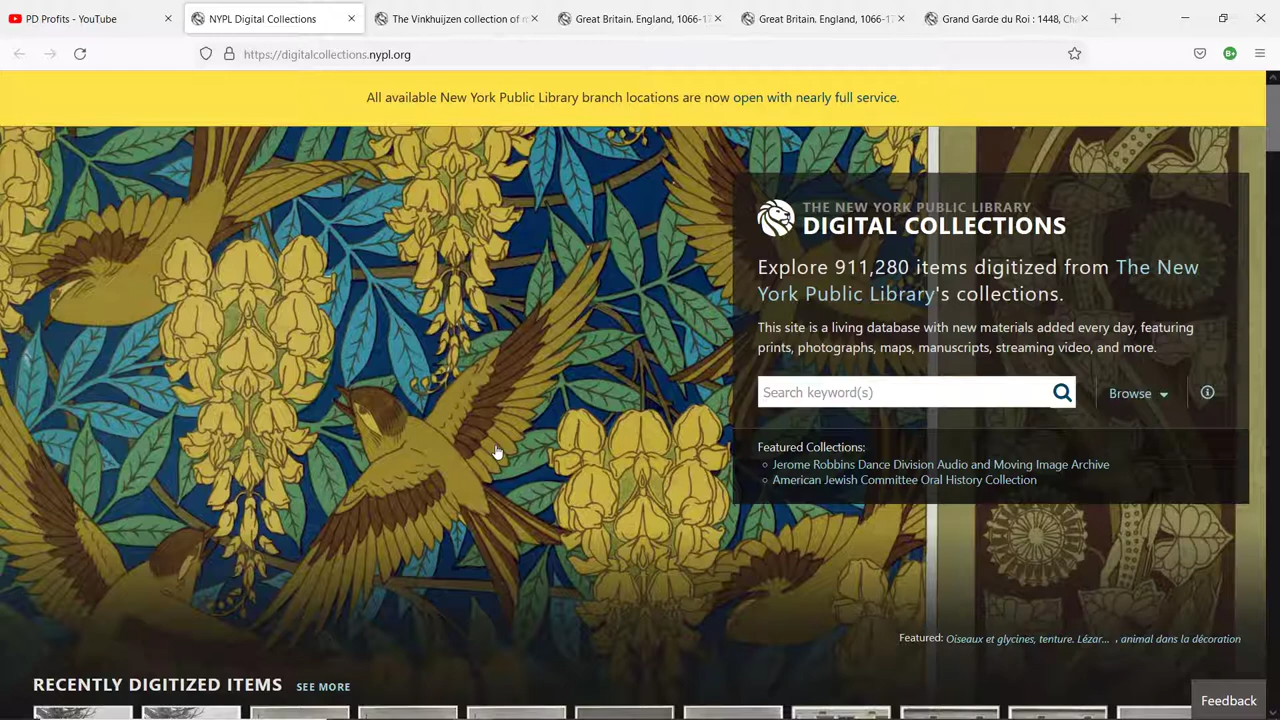 PD Profits - YouTube
NYPL Digital Collections
The Vinkhuijzen collection of m
Great Britain. England, 1066-17
Great Britain. England, 1066-17
Grand Garde du Roi : 1448, Cha
https://digitalcollections.nypl.org
B+
All available New York Public Library branch locations are now open with nearly full service.
THE NEW YORK PUBLIC LIBRARY
DIGITAL COLLECTIONS
Explore 911,280 items digitized from The New
York Public Library's collections.
This site is a living database with new materials added every day, featuring
prints, photographs, maps, manuscripts, streaming video, and more.
Search keyword(s)
Browse
Featured Collections:
Jerome Robbins Dance Division Audio and Moving Image Archive
American Jewish Committee Oral History Collection
Featured: Oiseaux et glycines, tenture. Lézar... , animal dans la décoration
RECENTLY DIGITIZED ITEMS SEE MORE
Feedback